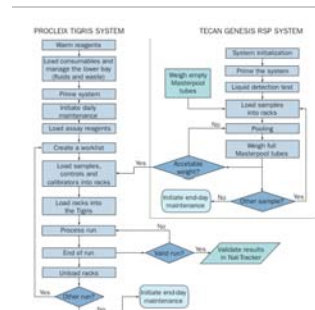 PROCLEIX TIGRIS SYSTEM
Warm reagents
Load consumables and
manage the lower bay
(fluids and waste)
Prime system
Initiate daily
maintenance
Load assay reagents
Create a worklist
Load samples,
controls and
calibrators into racks
Load racks into
the Tigris
Process run
End of run
Unload racks
Other run?
No
Initiate end-day
maintenance
Valid run?
No
Yes
Validate results
in Nat Tracker
TECAN GENESIS RSP SYSTEM
System initialization
Prime the system
Liquid detection test
Weigh empty
Masterpool
tubes
Load samples
into racks
Pooling
Weigh full
Masterpool tubes
No
Acceptable
weight?
Yes
Other sample?
Yes
No
Initiate end-day
maintenance